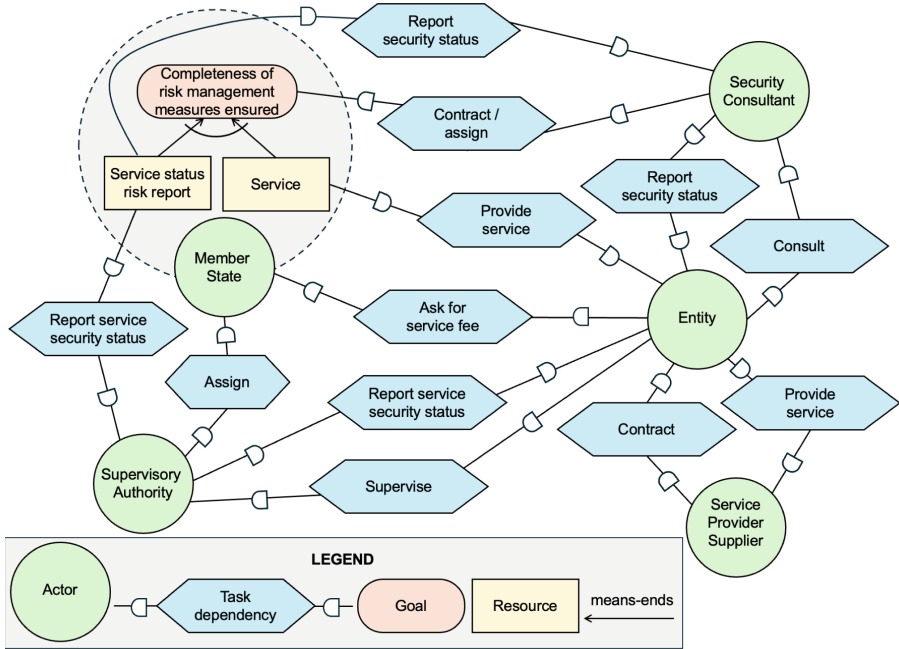 Report
security status
Completeness of
risk management
measures ensured
Security
Consultant
Contract /
assign
Service status
risk report
Service
Report
security status
Provide
service
Consult
Member
State
Ask for
service fee
Entity
Report service
security status
Assign
Report service
security status
Provide
service
Contract
Supervisory
Authority
Supervise
Service
Provider
Supplier
LEGEND
Actor
Task
dependency
Goal
Resource
means-ends